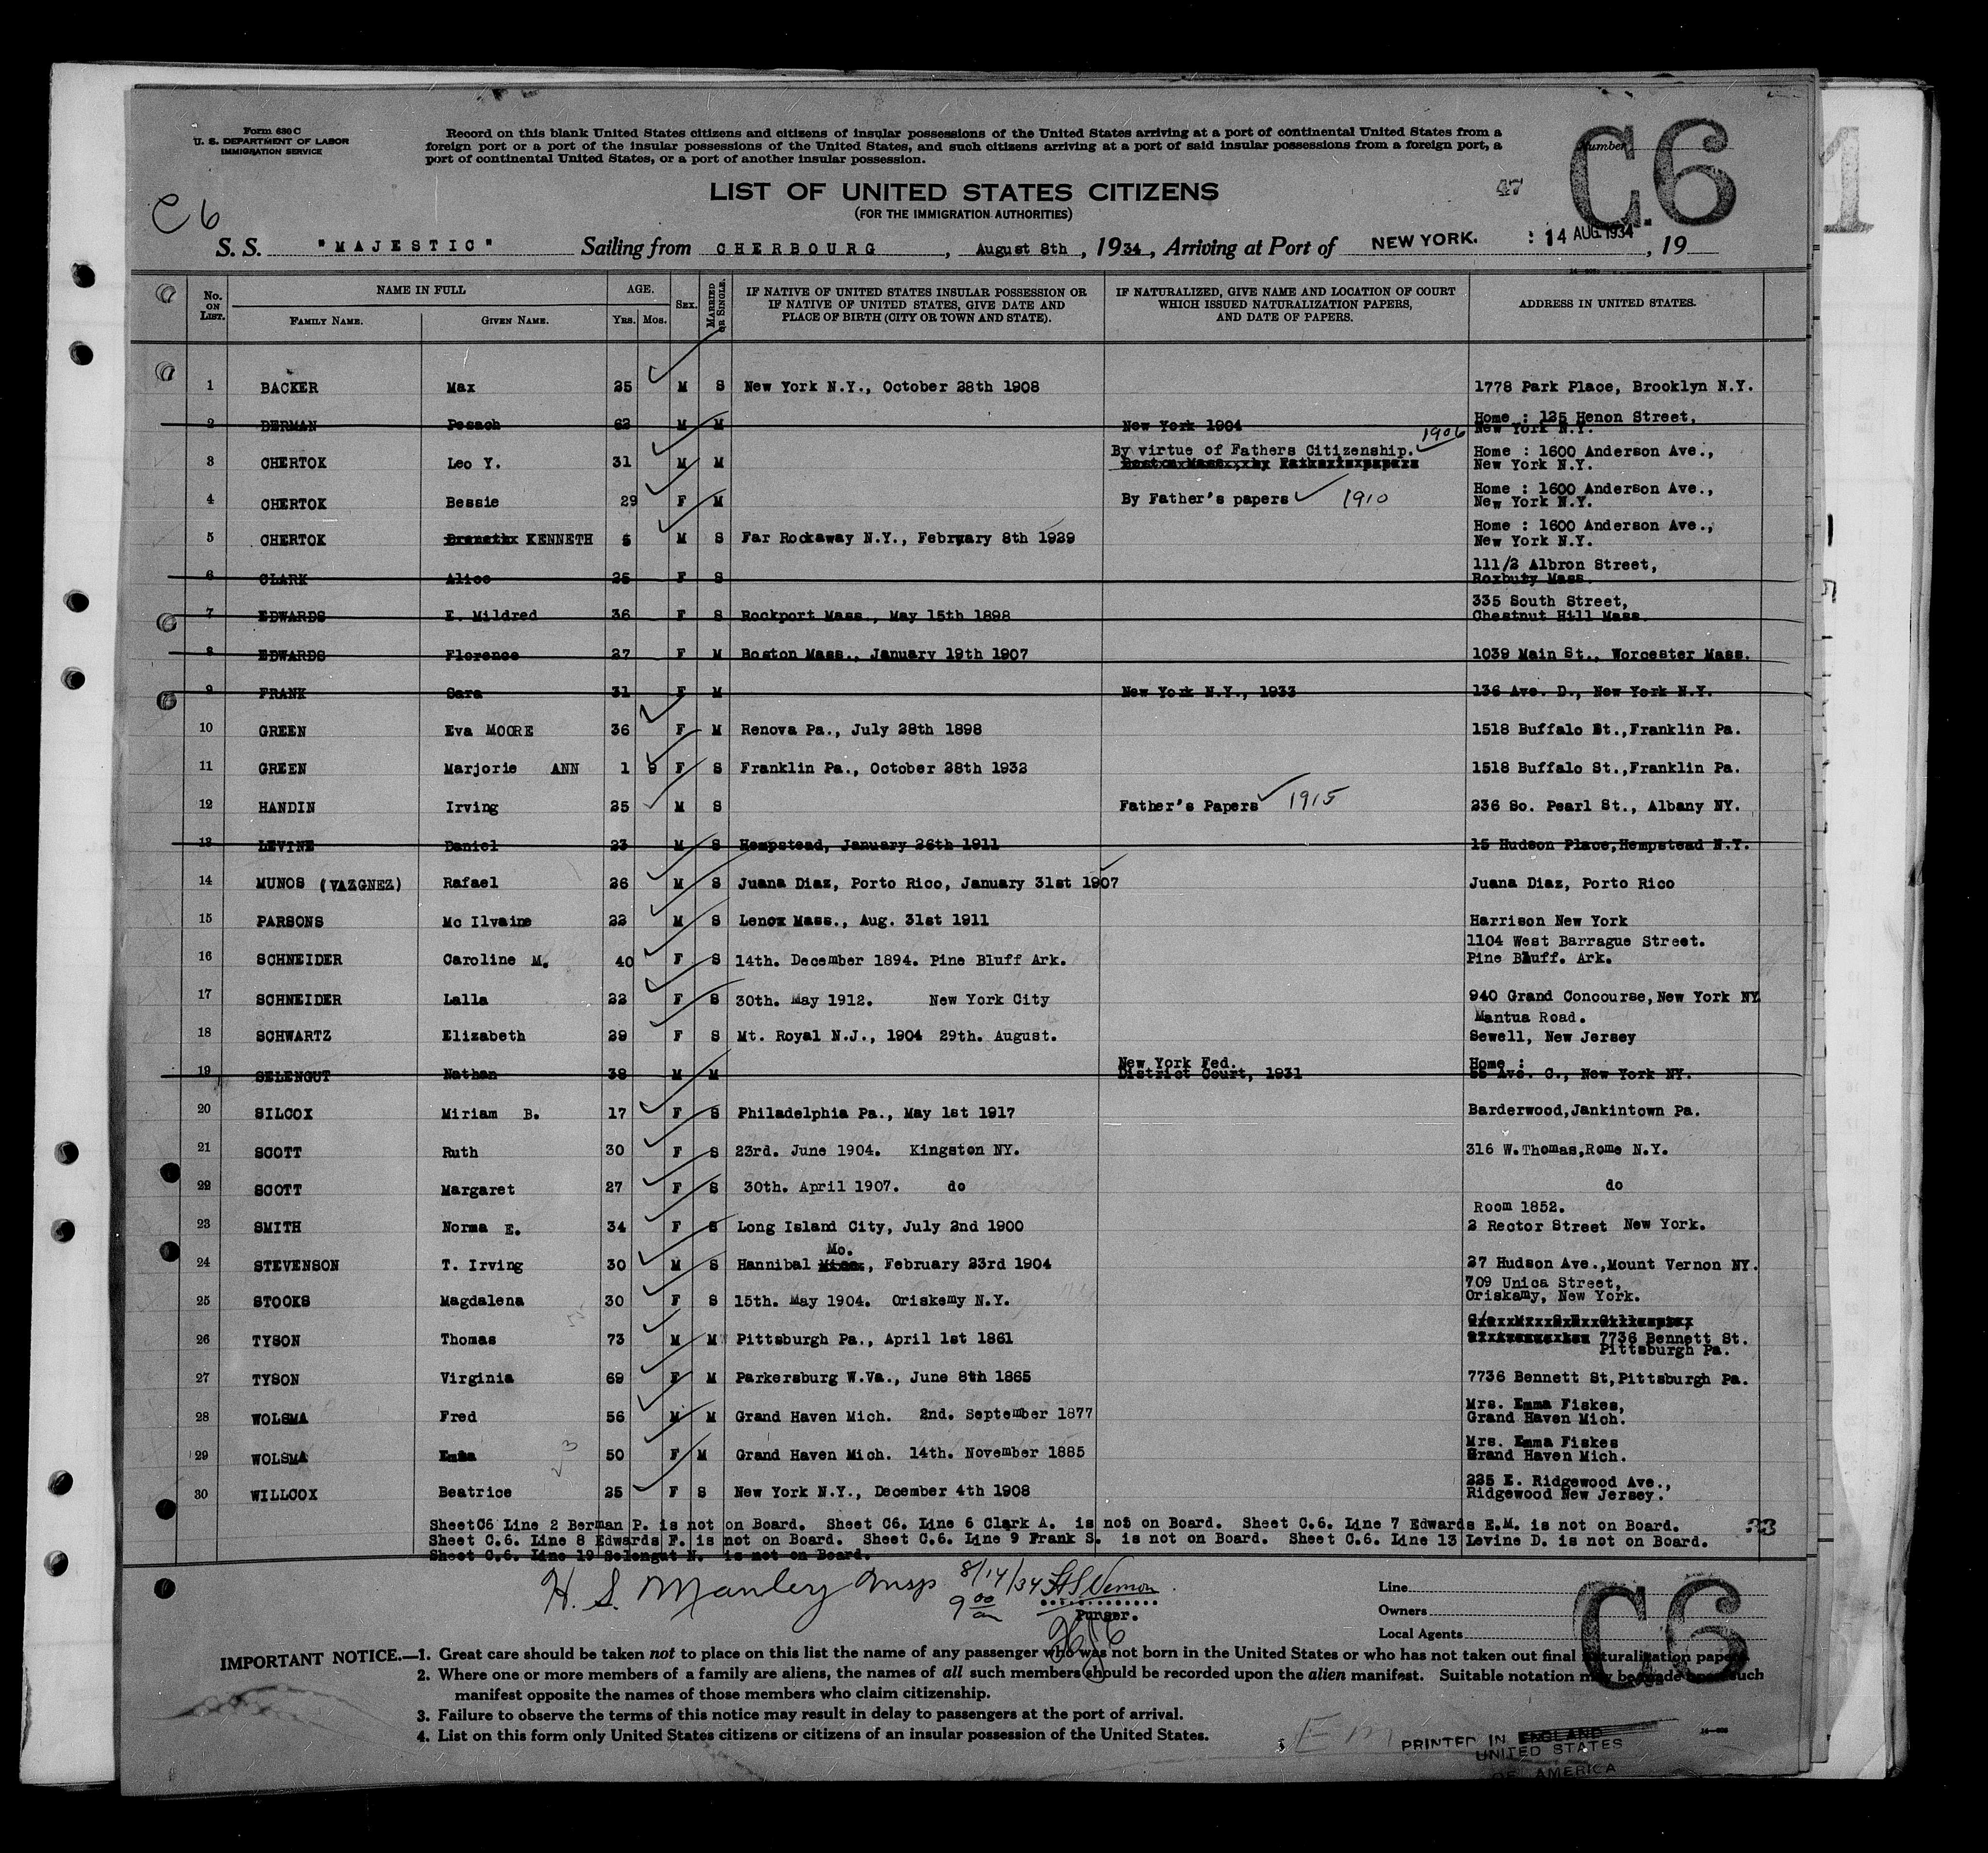 Form 630 C
U. S. DEPARTMENT OF LABOR
IMMIGRATION SERVICE
Record on this blank United States citizens and citizens of insular possessions of the United States arriving at a port of continental United States from a
foreign port or a port of the insular possessions of the United States, and such citizens arriving at a port of said insular possessions from a foreign port, a
port of continental United States, or a port of another insular possession.
Number
C.6
1
47
LIST OF UNITED STATES CITIZENS
(FOR THE IMMIGRATION AUTHORITIES)
C 6
S. S. "MAJESTIC" Sailing from CHERBOURG, August 8th, 1934, Arriving at Port of NEW YORK. 14 AUG 1934, 19
No. ON LIST. NAME IN FULL AGE. SEX. MARRIED OR SINGLE. IF NATIVE OF UNITED STATES INSULAR POSSESSION OR IF NATIVE OF UNITED STATES, GIVE DATE AND PLACE OF BIRTH (CITY OR TOWN AND STATE). IF NATURALIZED, GIVE NAME AND LOCATION OF COURT WHICH ISSUED NATURALIZATION PAPERS, AND DATE OF PAPERS. ADDRESS IN UNITED STATES.
FAMILY NAME. GIVEN NAME. YRS. MOS.
1 BACKER Max 25 M S New York N.Y., October 28th 1908 1778 Park Place, Brooklyn N.Y.
2 BERMAN Pesach 62 M M New York 1904 Home : 125 Henon Street, New York N.Y.
3 CHERTOK Leo Y. 31 M M By virtue of Fathers Citizenship. 1906 Home : 1600 Anderson Ave., New York N.Y.
4 CHERTOK Bessie 29 F M By Father's papers 1910 Home : 1600 Anderson Ave., New York N.Y.
5 CHERTOK KENNETH 5 M S Far Rockaway N.Y., February 8th 1929 Home : 1600 Anderson Ave., New York N.Y.
6 CLARK Alice 25 F S 111/2 Albron Street, Roxbury Mass.
7 EDWARDS E. Mildred 36 F S Rockport Mass., May 15th 1898 335 South Street, Chestnut Hill Mass.
8 EDWARDS Florence 27 F M Boston Mass., January 19th 1907 1039 Main St., Worcester Mass.
9 FRANK Sara 31 F M New York N.Y., 1933 136 Ave. D., New York N.Y.
10 GREEN Eva MOORE 36 F M Renova Pa., July 28th 1898 1518 Buffalo St.,Franklin Pa.
11 GREEN Marjorie ANN 1 9 F S Franklin Pa., October 28th 1932 1518 Buffalo St.,Franklin Pa.
12 HANDIN Irving 25 M S Father's Papers 1915 236 So. Pearl St., Albany NY.
13 LEVINE Daniel 23 M S Hempstead, January 26th 1911 15 Hudson Place,Hempstead N.Y.
14 MUNOS (VAZGNEZ) Rafael 26 M S Juana Diaz, Porto Rico, January 31st 1907 Juana Diaz, Porto Rico
15 PARSONS Mc Ilvaine 22 M S Lenox Mass., Aug. 31st 1911 Harrison New York
16 SCHNEIDER Caroline M. 40 F S 14th. December 1894. Pine Bluff Ark. 1104 West Barrague Street. Pine Bluff. Ark.
17 SCHNEIDER Lalla 22 F S 30th. May 1912. New York City 940 Grand Concourse,New York NY
18 SCHWARTZ Elizabeth 29 F S Mt. Royal N.J., 1904 29th. August. Mantua Road. Sewell, New Jersey
19 SELENGUT Nathan 38 M M New York Fed. District Court, 1931 Home : 55 Ave. C., New York NY.
20 SILCOX Miriam B. 17 F S Philadelphia Pa., May 1st 1917 Barderwood,Jankintown Pa.
21 SCOTT Ruth 30 F S 23rd. June 1904. Kingston NY. 316 W.Thomas,Rome N.Y.
22 SCOTT Margaret 27 F S 30th. April 1907. do do
23 SMITH Norma E. 34 F S Long Island City, July 2nd 1900 Room 1852. 2 Rector Street New York.
24 STEVENSON T. Irving 30 M S Hannibal Mo., February 23rd 1904 27 Hudson Ave.,Mount Vernon NY.
25 STOOKS Magdalena 30 F S 15th. May 1904. Oriskemy N.Y. 709 Unica Street, Oriskamy, New York.
26 TYSON Thomas 73 M M Pittsburgh Pa., April 1st 1861 7736 Bennett St. Pittsburgh Pa.
27 TYSON Virginia 69 F M Parkersburg W.Va., June 8th 1865 7736 Bennett St,Pittsburgh Pa.
28 WOLSMA Fred 56 M M Grand Haven Mich. 2nd. September 1877 Mrs. Emma Fiskes, Grand Haven Mich.
29 WOLSMA Emma 50 F M Grand Haven Mich. 14th. November 1885 Mrs. Emma Fiskes Grand Haven Mich.
30 WILLCOX Beatrice 25 F S New York N.Y., December 4th 1908 225 E. Ridgewood Ave., Ridgewood New Jersey.
SheetC6 Line 2 Berman P. is not on Board. Sheet C6. Line 6 Clark A. is not on Board. Sheet C.6. Line 7 Edwards E.M. is not on Board.
Sheet C.6. Line 8 Edwards F. is not on Board. Sheet C.6. Line 9 Frank S. is not on Board. Sheet C.6. Line 13 Levine D. is not on Board.
Sheet C.6. Line 19 Selengut N. is not on Board.
23
H. S. Manley Insp 8/14/34
9 00 am
Purser.
Line
Owners
Local Agents
C6
IMPORTANT NOTICE.—1. Great care should be taken not to place on this list the name of any passenger who was not born in the United States or who has not taken out final naturalization papers.
2. Where one or more members of a family are aliens, the names of all such members should be recorded upon the alien manifest. Suitable notation may be made upon such
manifest opposite the names of those members who claim citizenship.
3. Failure to observe the terms of this notice may result in delay to passengers at the port of arrival.
4. List on this form only United States citizens or citizens of an insular possession of the United States.
PRINTED IN ENGLAND
UNITED STATES
OF AMERICA